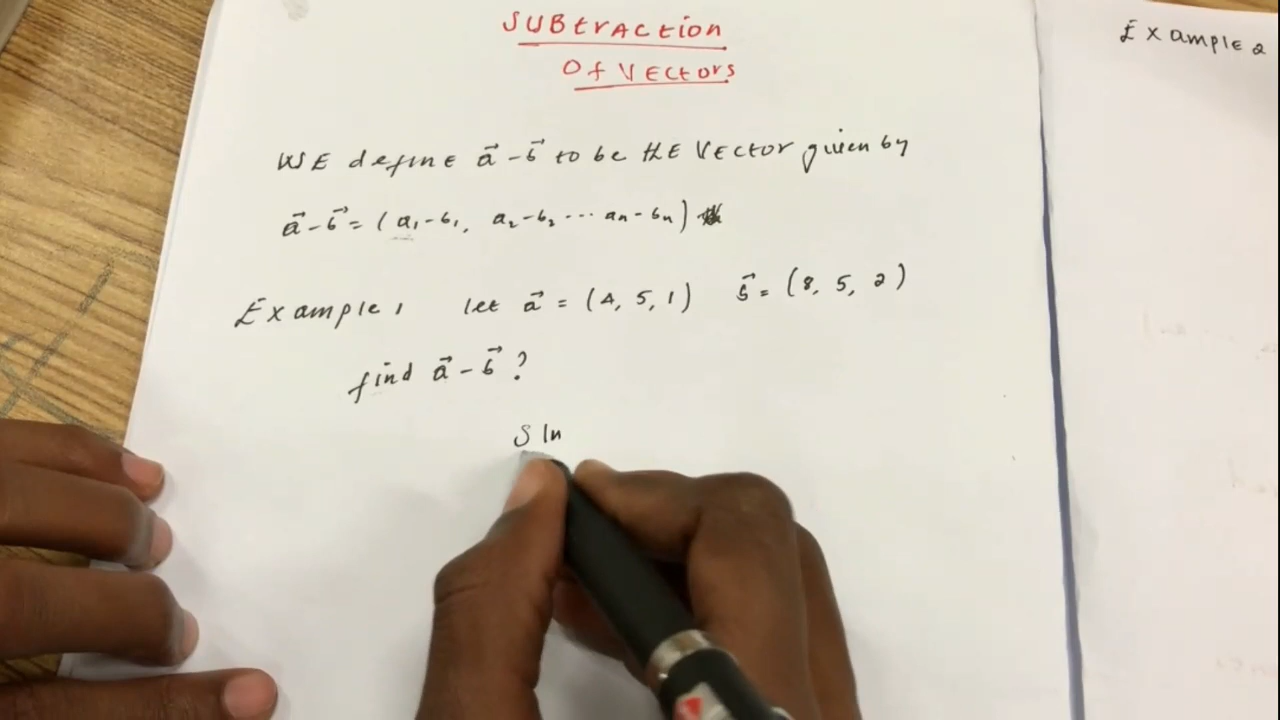 SUBtRACtion
Of VEctors
WE define a⃗ - b⃗ to be thE VECtoR given by
a⃗ - b⃗ = (a₁-b₁, a₂-b₂ ... an-bn)
Example 1 let a⃗ = (4, 5, 1) b⃗ = (8, 5, 2)
find a⃗ - b⃗ ?
Sln
Example 2